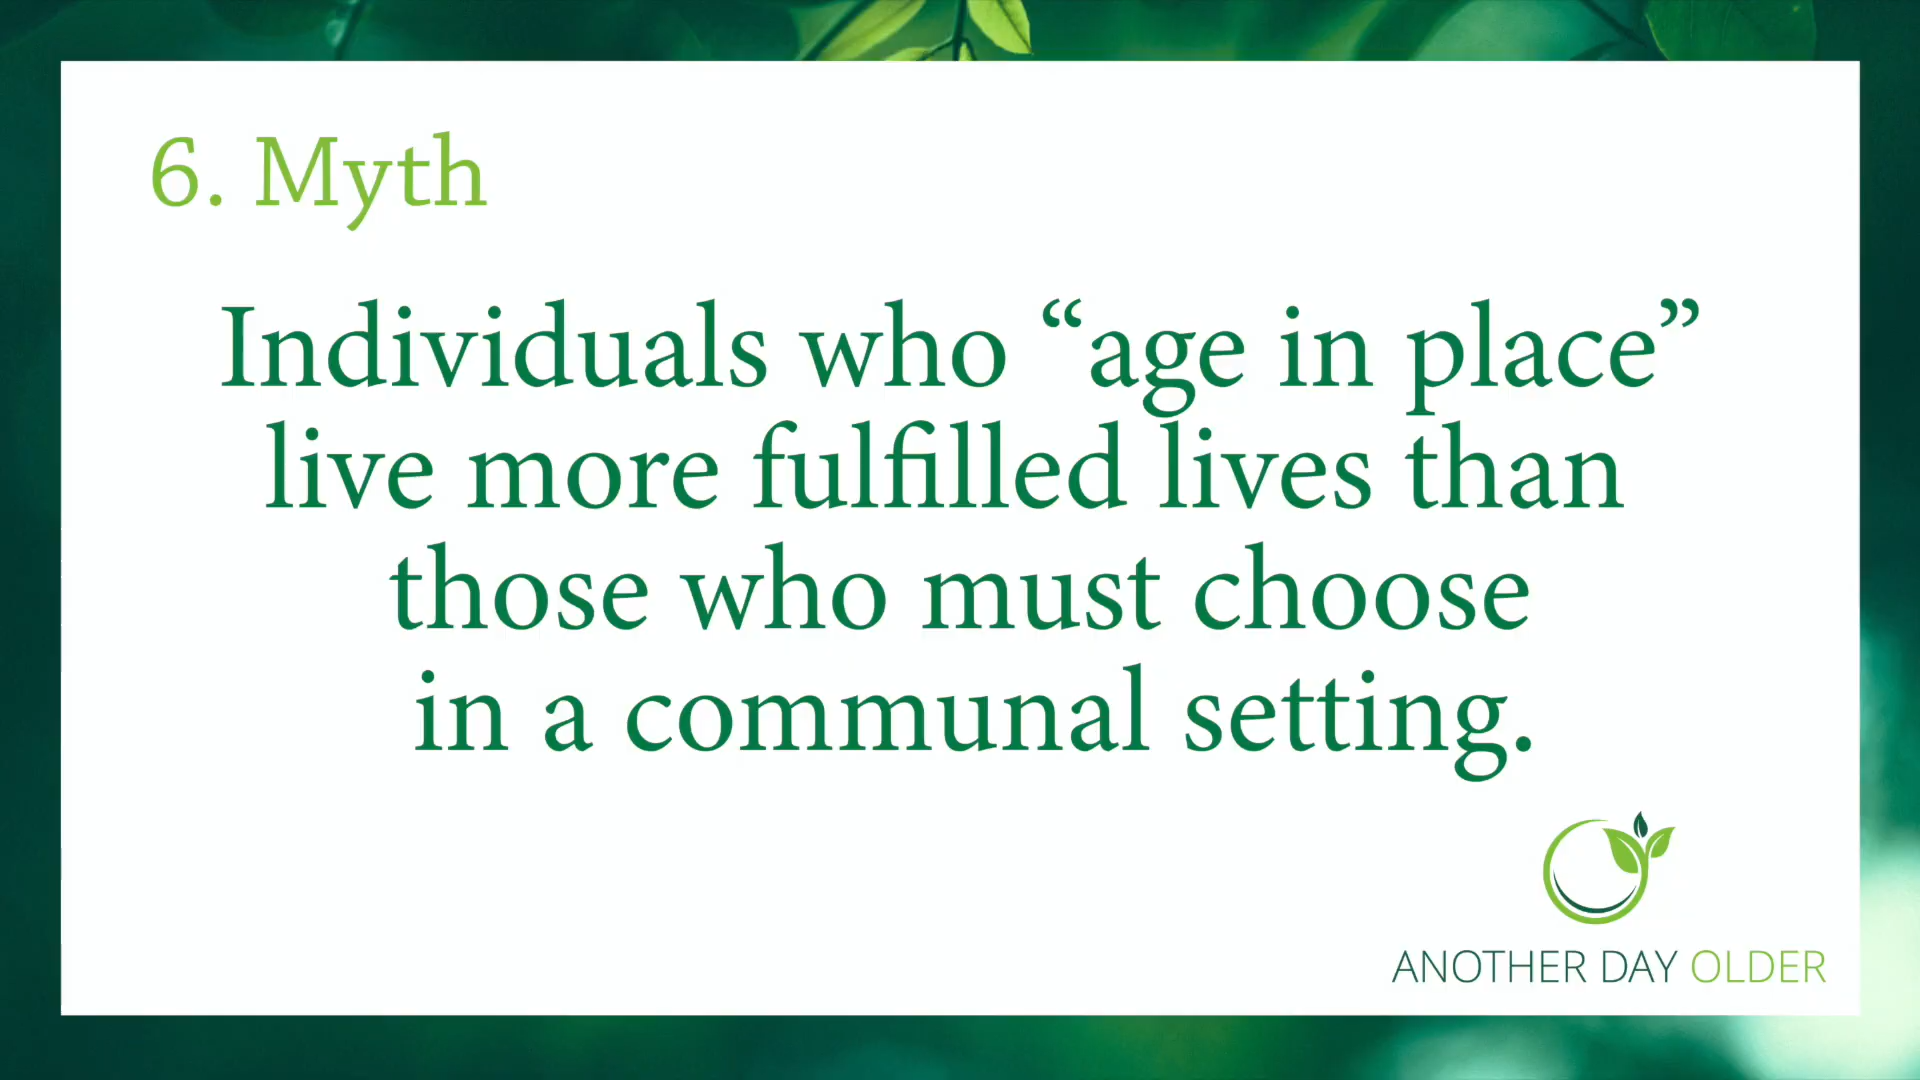 6. Myth
Individuals who “age in place”
live more fulfilled lives than
those who must choose
in a communal setting.
ANOTHER DAY OLDER